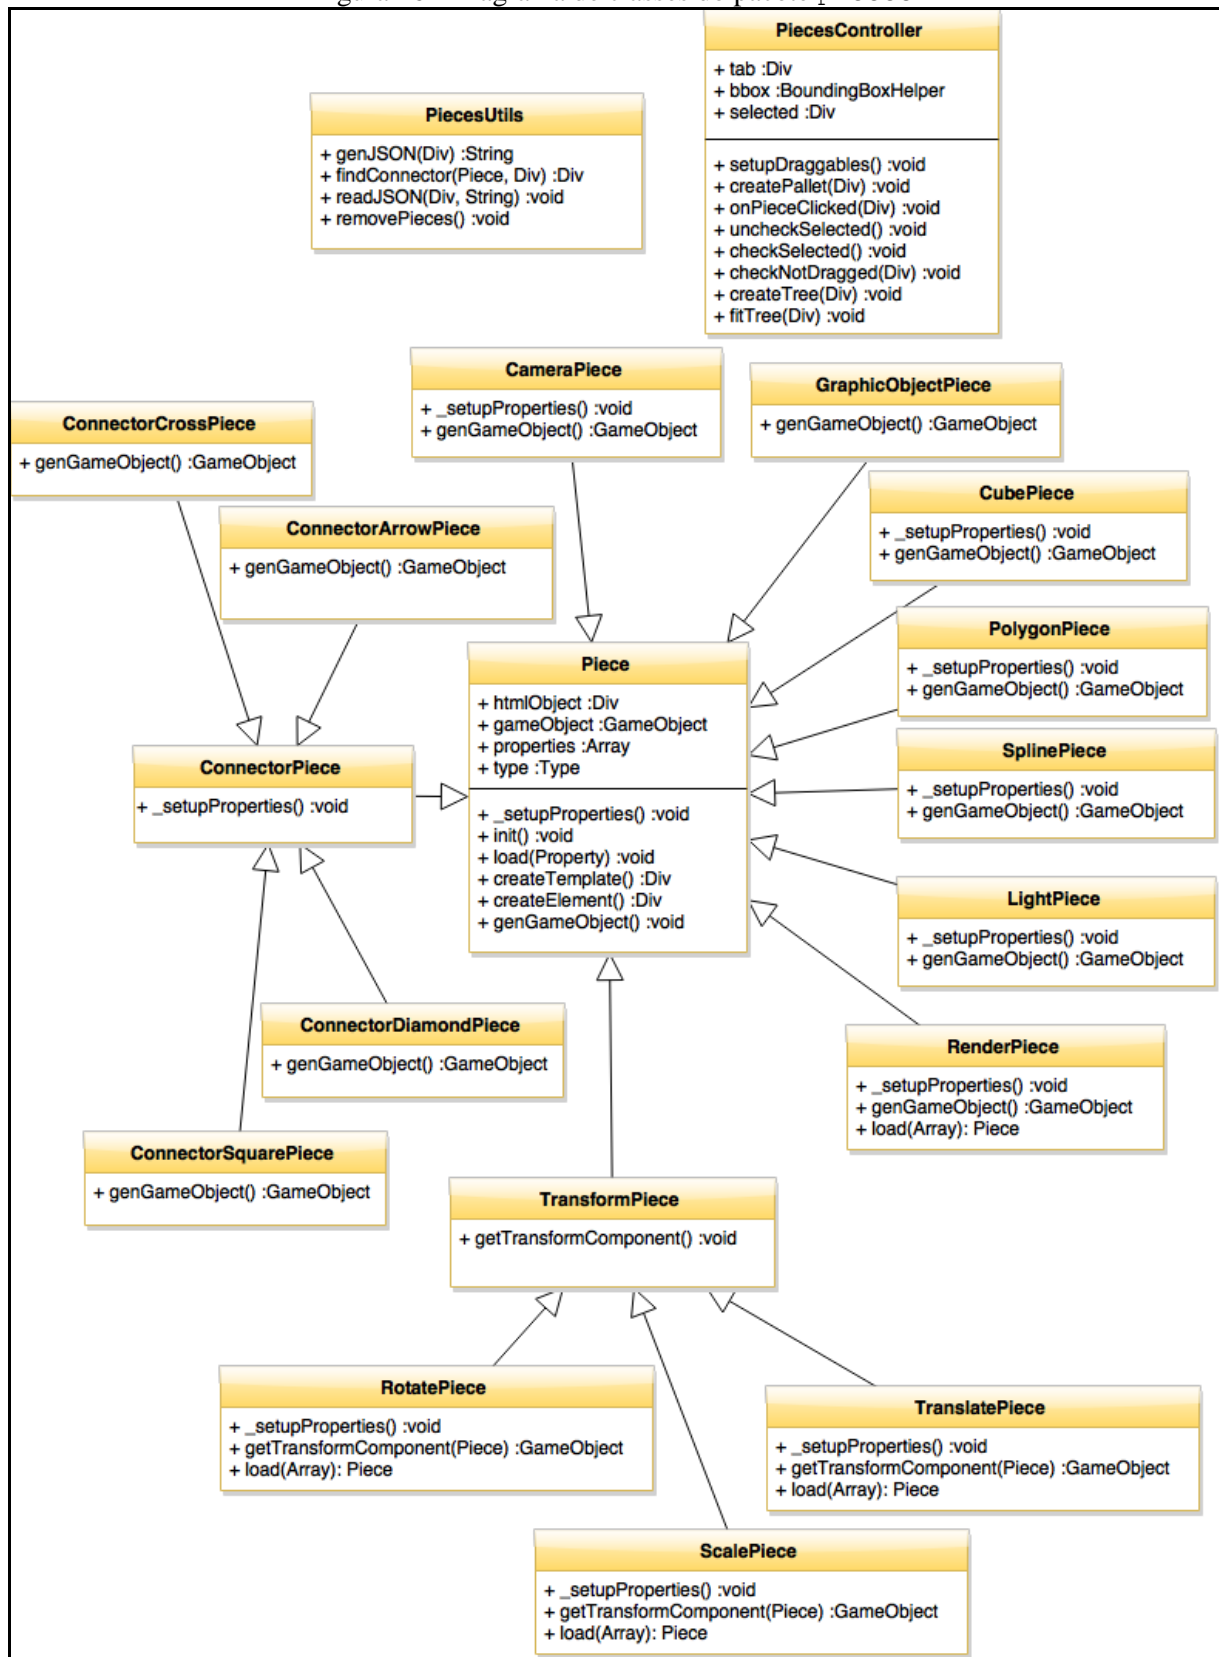 PiecesController
+ tab :Div
+ bbox :BoundingBoxHelper
+ selected :Div
+ setupDraggables() :void
+ createPallet(Div) :void
+ onPieceClicked(Div) :void
+ uncheckSelected() :void
+ checkSelected() :void
+ checkNotDragged(Div) :void
+ createTree(Div) :void
+ fitTree(Div) :void
PiecesUtils
+ genJSON(Div) :String
+ findConnector(Piece, Div) :Div
+ readJSON(Div, String) :void
+ removePieces() :void
CameraPiece
+ _setupProperties() :void
+ genGameObject() :GameObject
GraphicObjectPiece
+ genGameObject() :GameObject
ConnectorCrossPiece
+ genGameObject() :GameObject
CubePiece
+ _setupProperties() :void
+ genGameObject() :GameObject
ConnectorArrowPiece
+ genGameObject() :GameObject
PolygonPiece
+ _setupProperties() :void
+ genGameObject() :GameObject
Piece
+ htmlObject :Div
+ gameObject :GameObject
+ properties :Array
+ type :Type
+ _setupProperties() :void
+ init() :void
+ load(Property) :void
+ createTemplate() :Div
+ createElement() :Div
+ genGameObject() :void
SplinePiece
+ _setupProperties() :void
+ genGameObject() :GameObject
ConnectorPiece
+ _setupProperties() :void
LightPiece
+ _setupProperties() :void
+ genGameObject() :GameObject
ConnectorDiamondPiece
+ genGameObject() :GameObject
RenderPiece
+ _setupProperties() :void
+ genGameObject() :GameObject
+ load(Array): Piece
ConnectorSquarePiece
+ genGameObject() :GameObject
TransformPiece
+ getTransformComponent() :void
RotatePiece
+ _setupProperties() :void
+ getTransformComponent(Piece) :GameObject
+ load(Array): Piece
TranslatePiece
+ _setupProperties() :void
+ getTransformComponent(Piece) :GameObject
+ load(Array): Piece
ScalePiece
+ _setupProperties() :void
+ getTransformComponent(Piece) :GameObject
+ load(Array): Piece